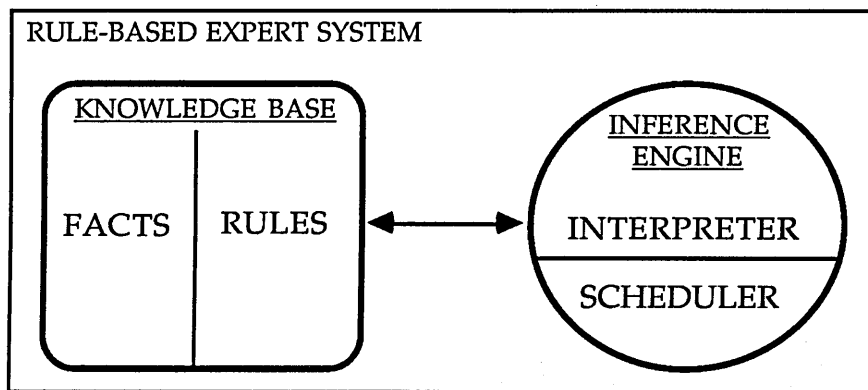 RULE-BASED EXPERT SYSTEM
KNOWLEDGE BASE
FACTS
RULES
INFERENCE
ENGINE
INTERPRETER
SCHEDULER